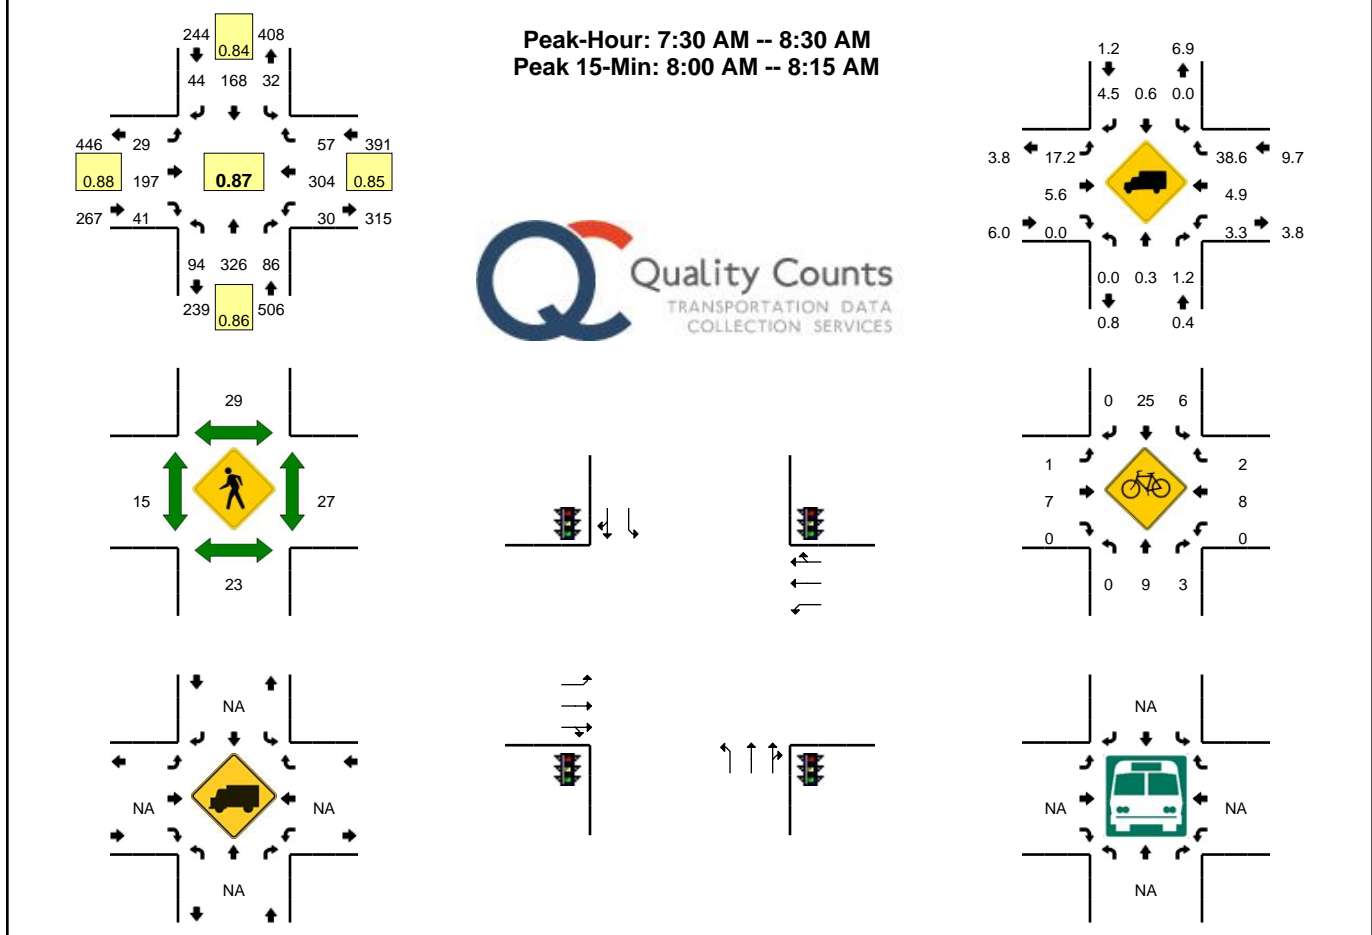 Peak-Hour: 7:30 AM -- 8:30 AM
Peak 15-Min: 8:00 AM -- 8:15 AM
244 0.84 408
44 168 32
446 29 57 391
0.88 197 0.87 304 0.85
267 41 30 315
94 326 86
239 0.86 506
Quality Counts
TRANSPORTATION DATA
COLLECTION SERVICES
1.2 6.9
4.5 0.6 0.0
3.8 17.2 38.6 9.7
5.6 4.9
6.0 0.0 3.3 3.8
0.0 0.3 1.2
0.8 0.4
29
15 27
23
0 25 6
1 2
7 8
0 0
0 9 3
NA
NA NA
NA
NA
NA NA
NA